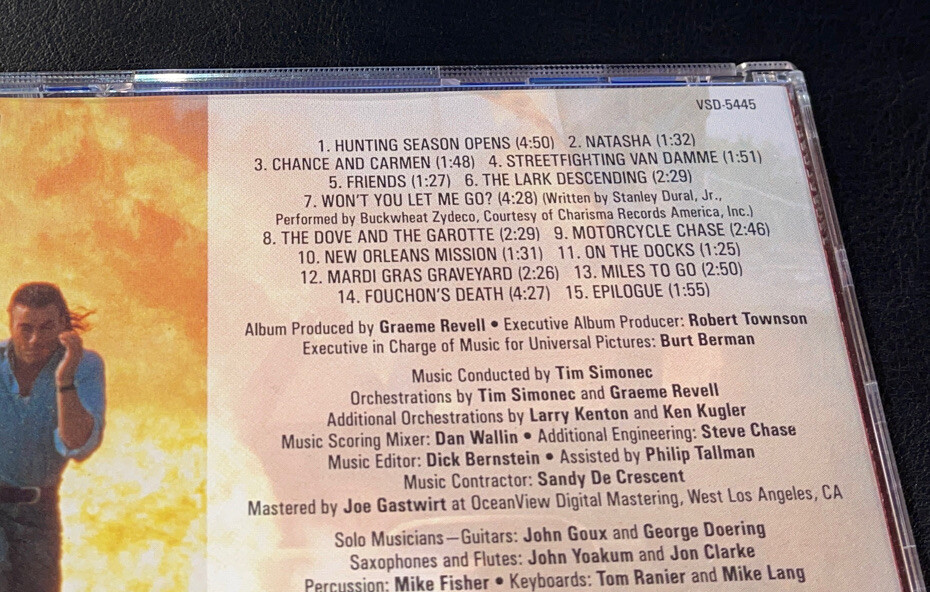 VSD-5445
1. HUNTING SEASON OPENS (4:50) 2. NATASHA (1:32)
3. CHANCE AND CARMEN (1:48) 4. STREETFIGHTING VAN DAMME (1:51)
5. FRIENDS (1:27) 6. THE LARK DESCENDING (2:29)
7. WON'T YOU LET ME GO? (4:28) (Written by Stanley Dural, Jr.,
Performed by Buckwheat Zydeco, Courtesy of Charisma Records America, Inc.)
8. THE DOVE AND THE GAROTTE (2:29) 9. MOTORCYCLE CHASE (2:46)
10. NEW ORLEANS MISSION (1:31) 11. ON THE DOCKS (1:25)
12. MARDI GRAS GRAVEYARD (2:26) 13. MILES TO GO (2:50)
14. FOUCHON'S DEATH (4:27) 15. EPILOGUE (1:55)
Album Produced by Graeme Revell • Executive Album Producer: Robert Townson
Executive in Charge of Music for Universal Pictures: Burt Berman
Music Conducted by Tim Simonec
Orchestrations by Tim Simonec and Graeme Revell
Additional Orchestrations by Larry Kenton and Ken Kugler
Music Scoring Mixer: Dan Wallin • Additional Engineering: Steve Chase
Music Editor: Dick Bernstein • Assisted by Philip Tallman
Music Contractor: Sandy De Crescent
Mastered by Joe Gastwirt at OceanView Digital Mastering, West Los Angeles, CA
Solo Musicians—Guitars: John Goux and George Doering
Saxophones and Flutes: John Yoakum and Jon Clarke
Percussion: Mike Fisher • Keyboards: Tom Ranier and Mike Lang